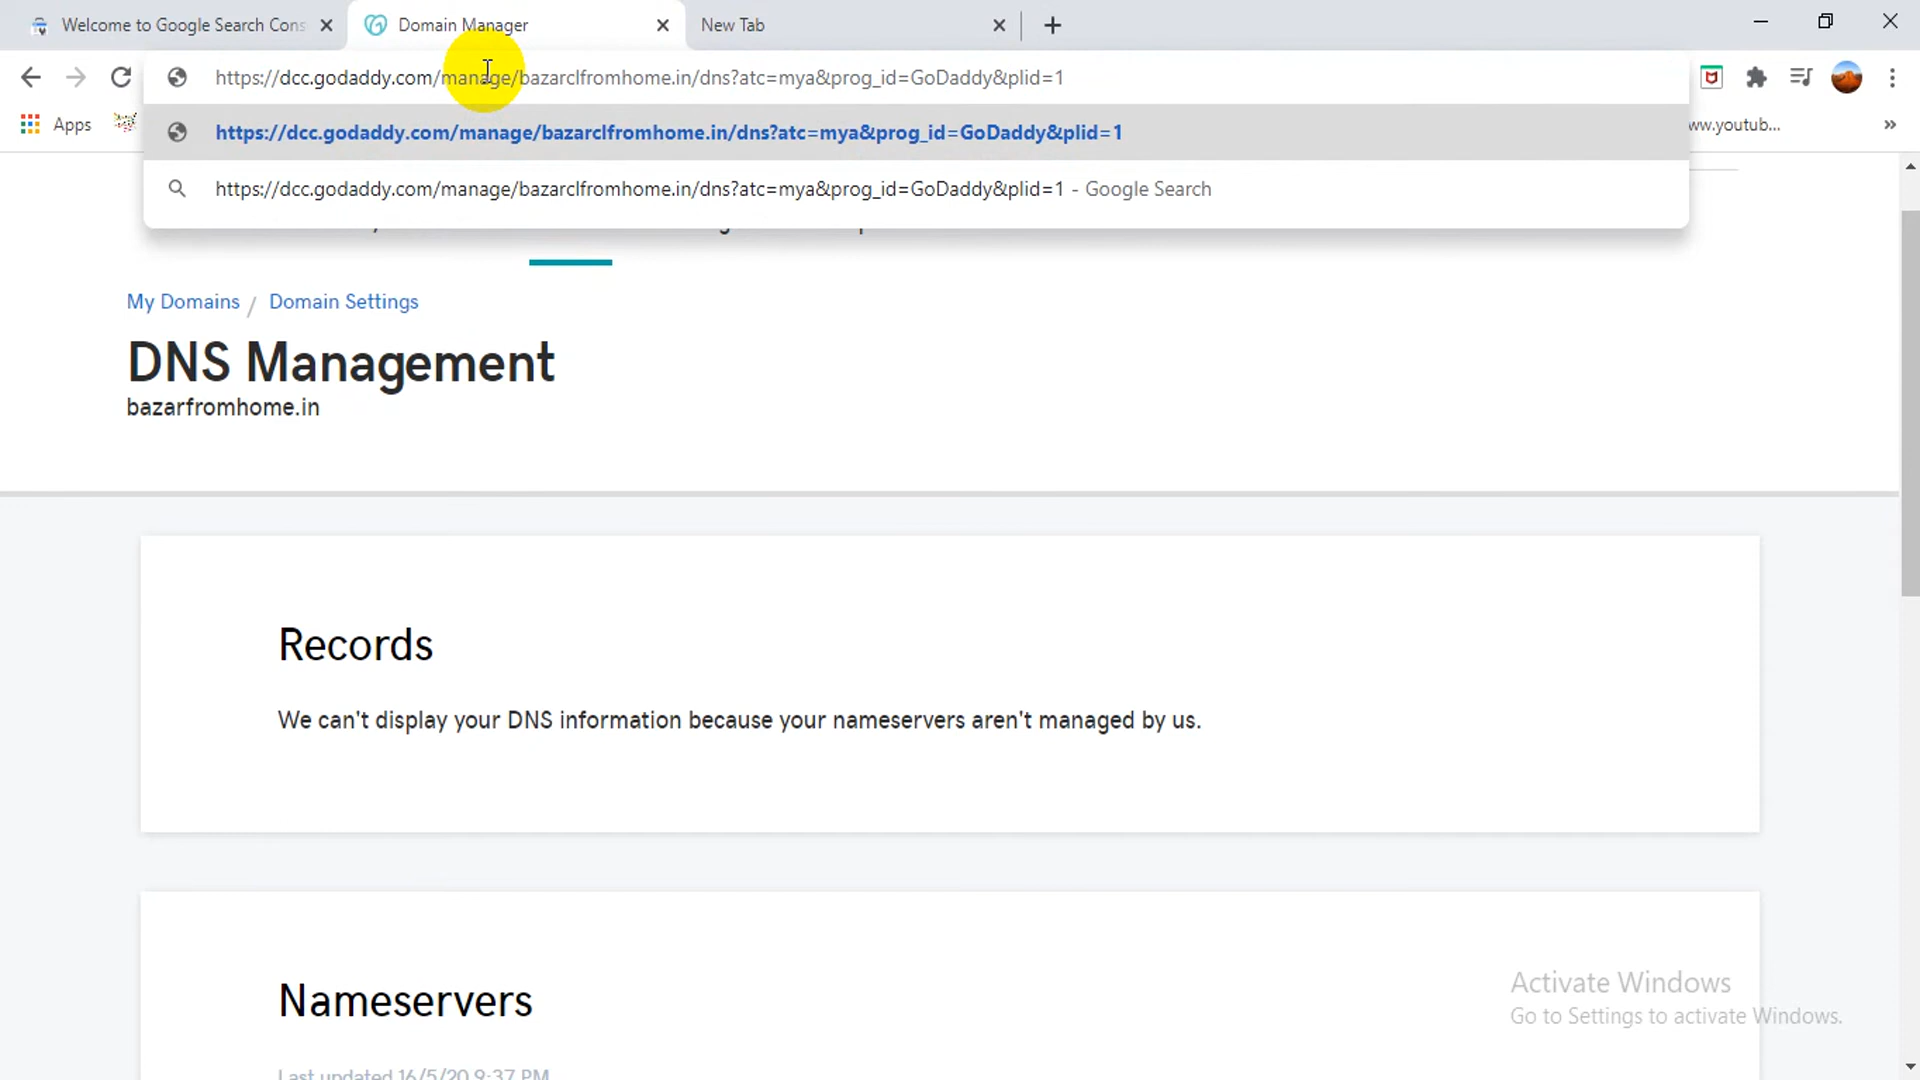 Welcome to Google Search Cons
Domain Manager
New Tab
https://dcc.godaddy.com/manage/bazarclfromhome.in/dns?atc=mya&prog_id=GoDaddy&plid=1
Apps
ww.youtub...
»
https://dcc.godaddy.com/manage/bazarclfromhome.in/dns?atc=mya&prog_id=GoDaddy&plid=1
https://dcc.godaddy.com/manage/bazarclfromhome.in/dns?atc=mya&prog_id=GoDaddy&plid=1 - Google Search
My Domains / Domain Settings
DNS Management
bazarfromhome.in
Records
We can't display your DNS information because your nameservers aren't managed by us.
Nameservers
Last updated 16/5/20 9:37 PM
Activate Windows
Go to Settings to activate Windows.